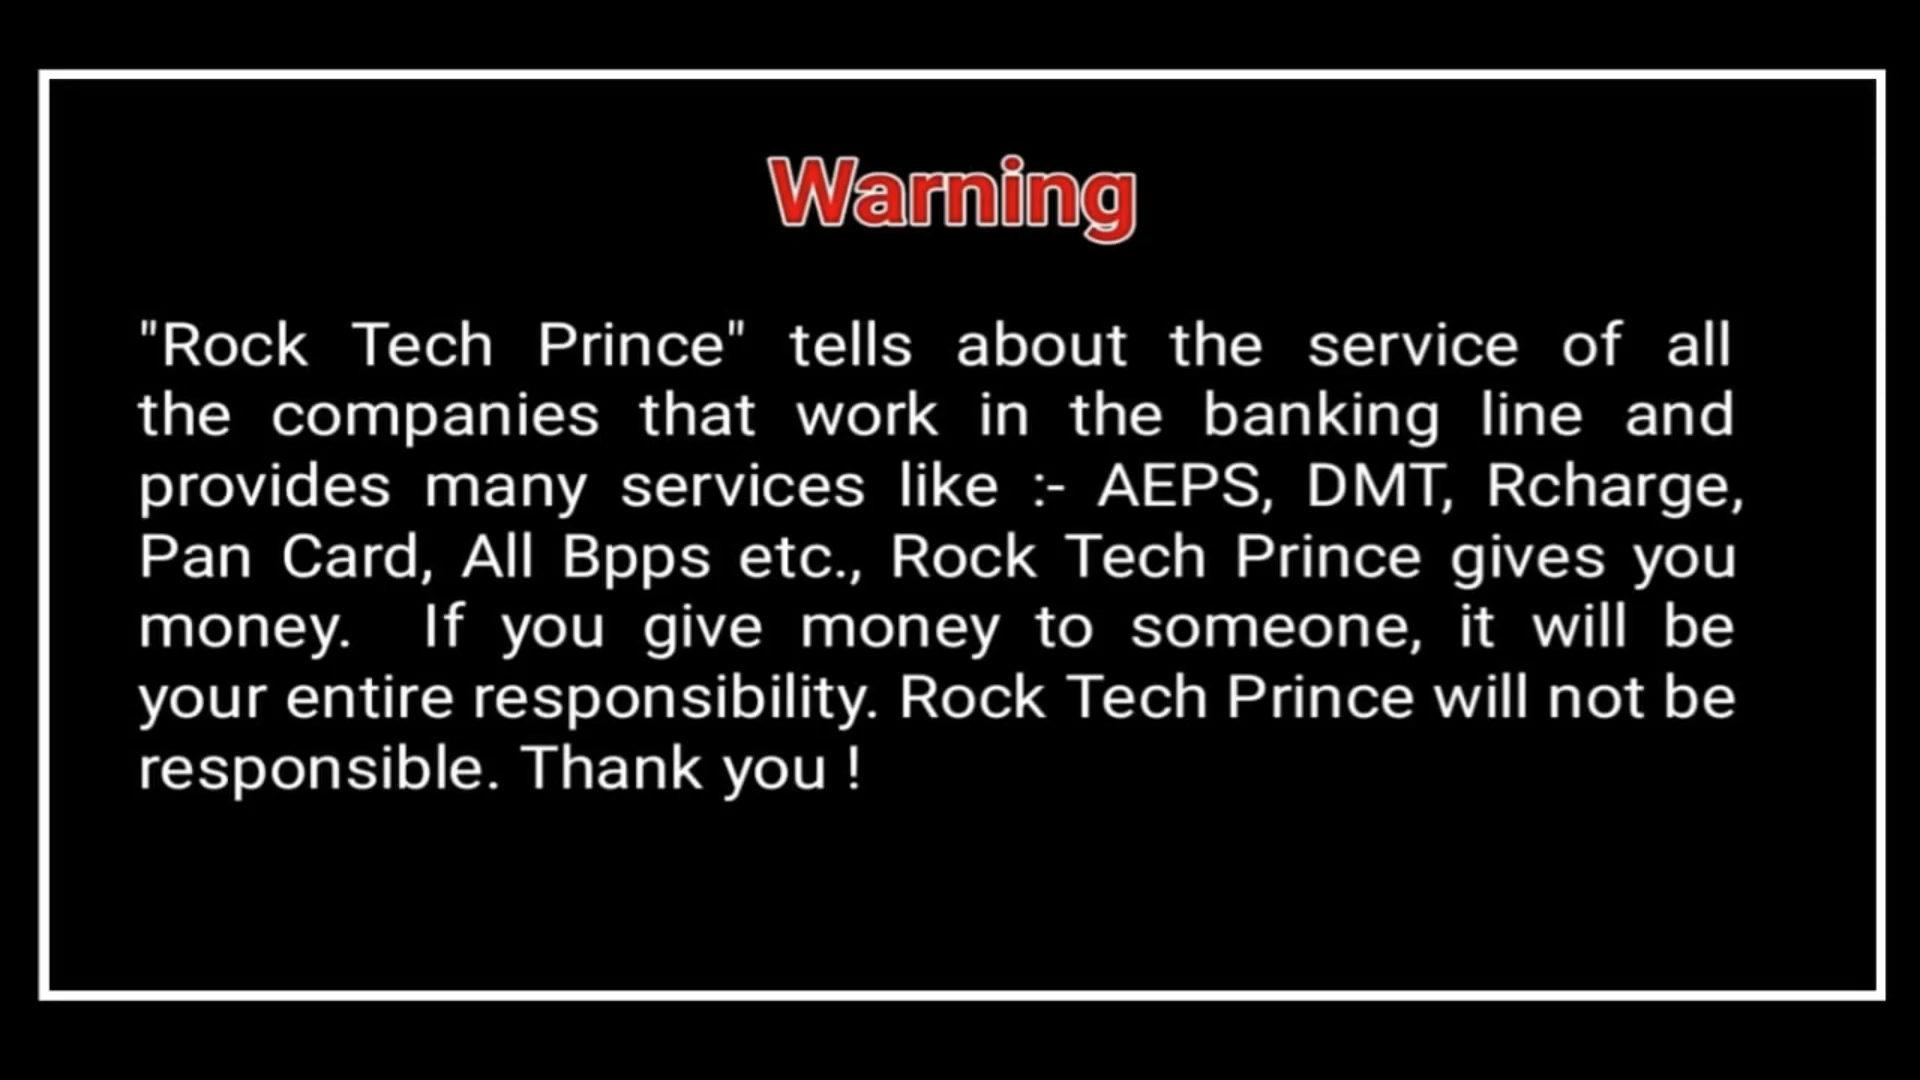 Warning
"Rock Tech Prince" tells about the service of all
the companies that work in the banking line and
provides many services like :- AEPS, DMT, Rcharge,
Pan Card, All Bpps etc., Rock Tech Prince gives you
money.  If you give money to someone, it will be
your entire responsibility. Rock Tech Prince will not be
responsible. Thank you !